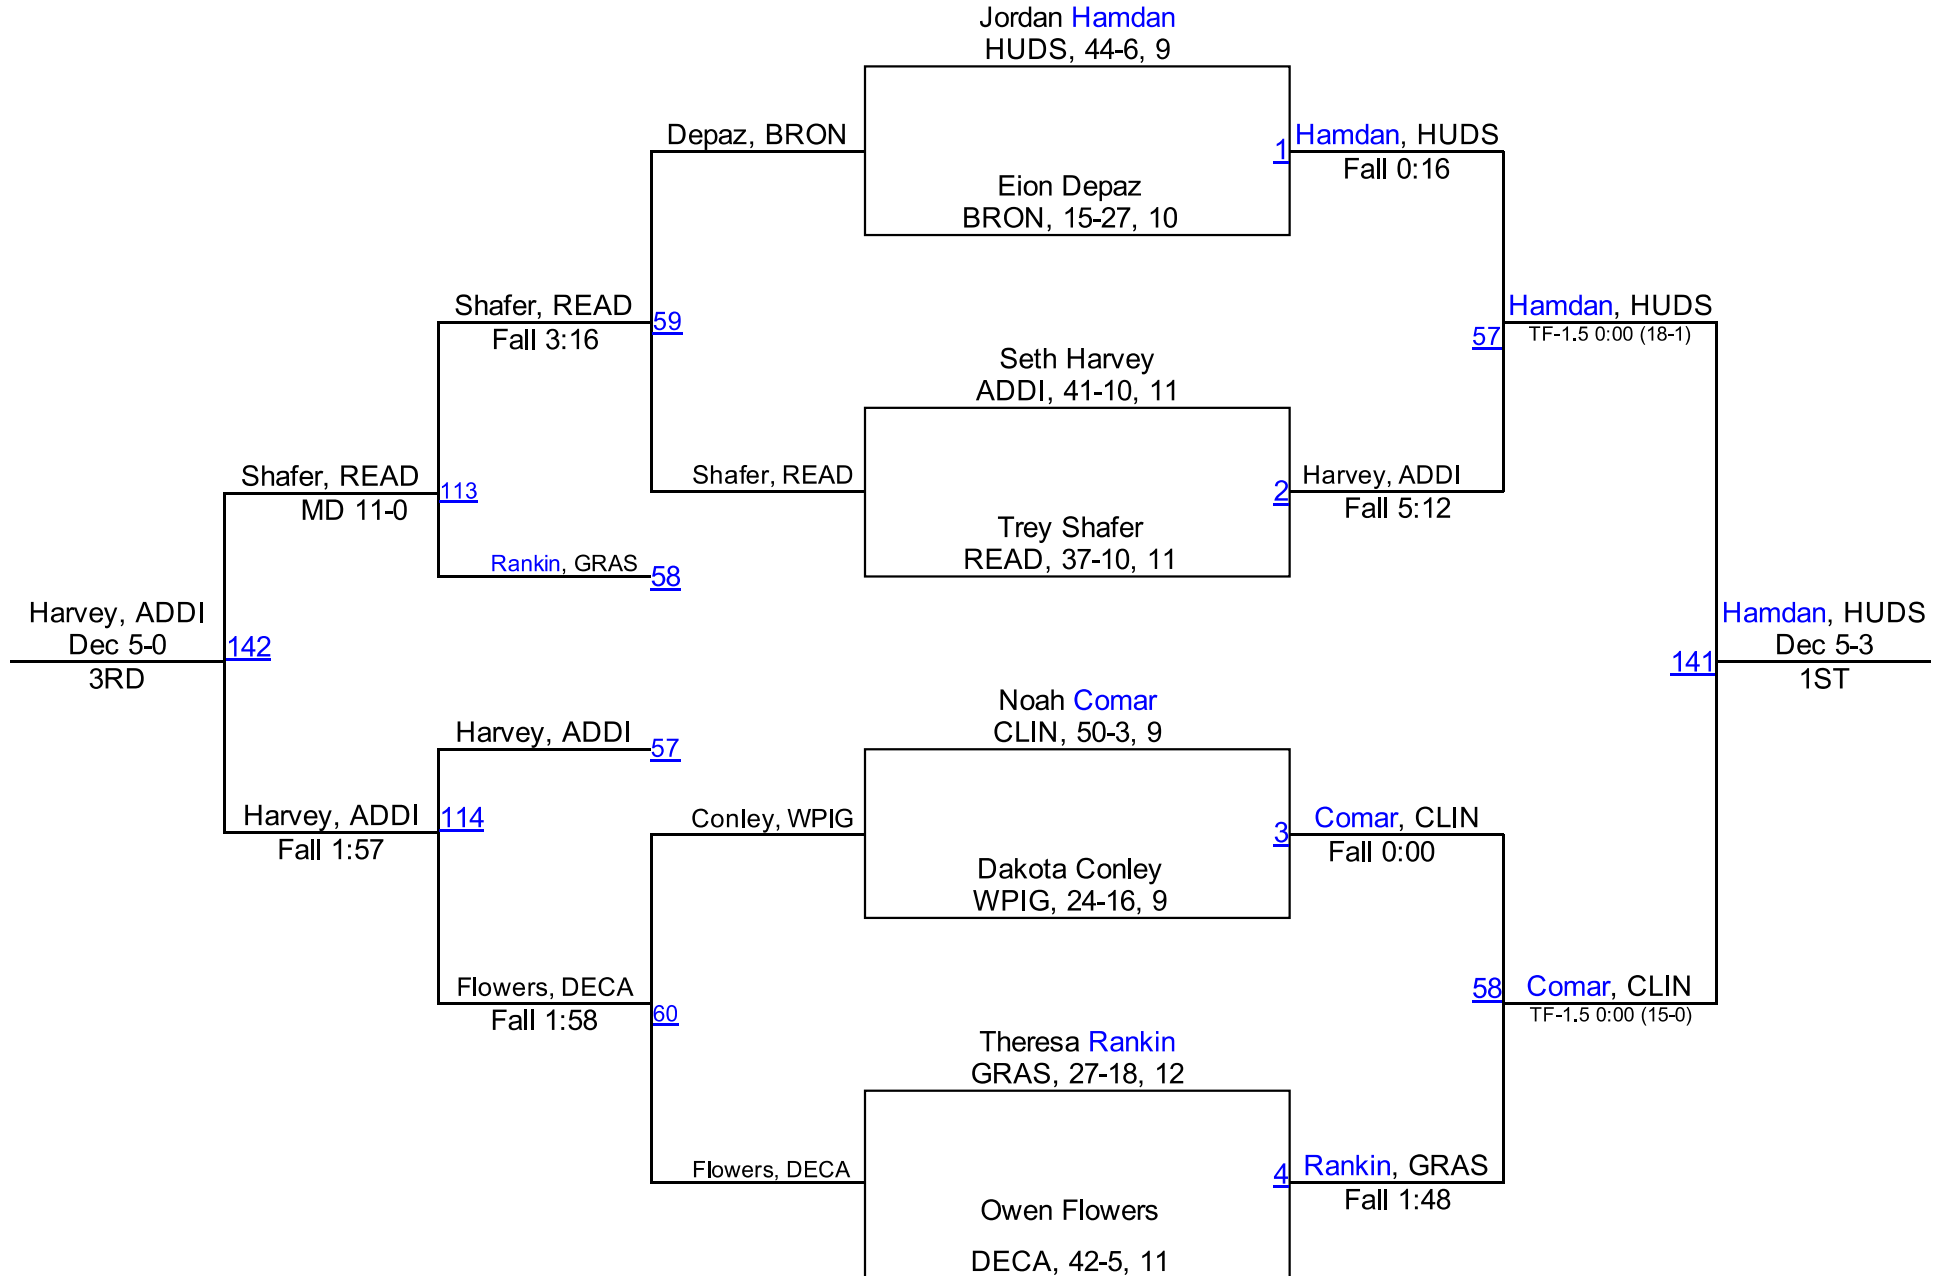 Jordan Hamdan
HUDS, 44-6, 9
Depaz, BRON
1
Hamdan, HUDS
Fall 0:16
Eion Depaz
BRON, 15-27, 10
Shafer, READ
Fall 3:16
59
Hamdan, HUDS
TF-1.5 0:00 (18-1)
57
Seth Harvey
ADDI, 41-10, 11
Shafer, READ
MD 11-0
113
Shafer, READ
2
Harvey, ADDI
Fall 5:12
Trey Shafer
READ, 37-10, 11
Rankin, GRAS
58
Harvey, ADDI
Dec 5-0
3RD
142
Hamdan, HUDS
Dec 5-3
1ST
141
Noah Comar
CLIN, 50-3, 9
Harvey, ADDI
57
Harvey, ADDI
Fall 1:57
114
Conley, WPIG
3
Comar, CLIN
Fall 0:00
Dakota Conley
WPIG, 24-16, 9
Flowers, DECA
Fall 1:58
60
58
Comar, CLIN
TF-1.5 0:00 (15-0)
Theresa Rankin
GRAS, 27-18, 12
Flowers, DECA
4
Rankin, GRAS
Fall 1:48
Owen Flowers
DECA, 42-5, 11